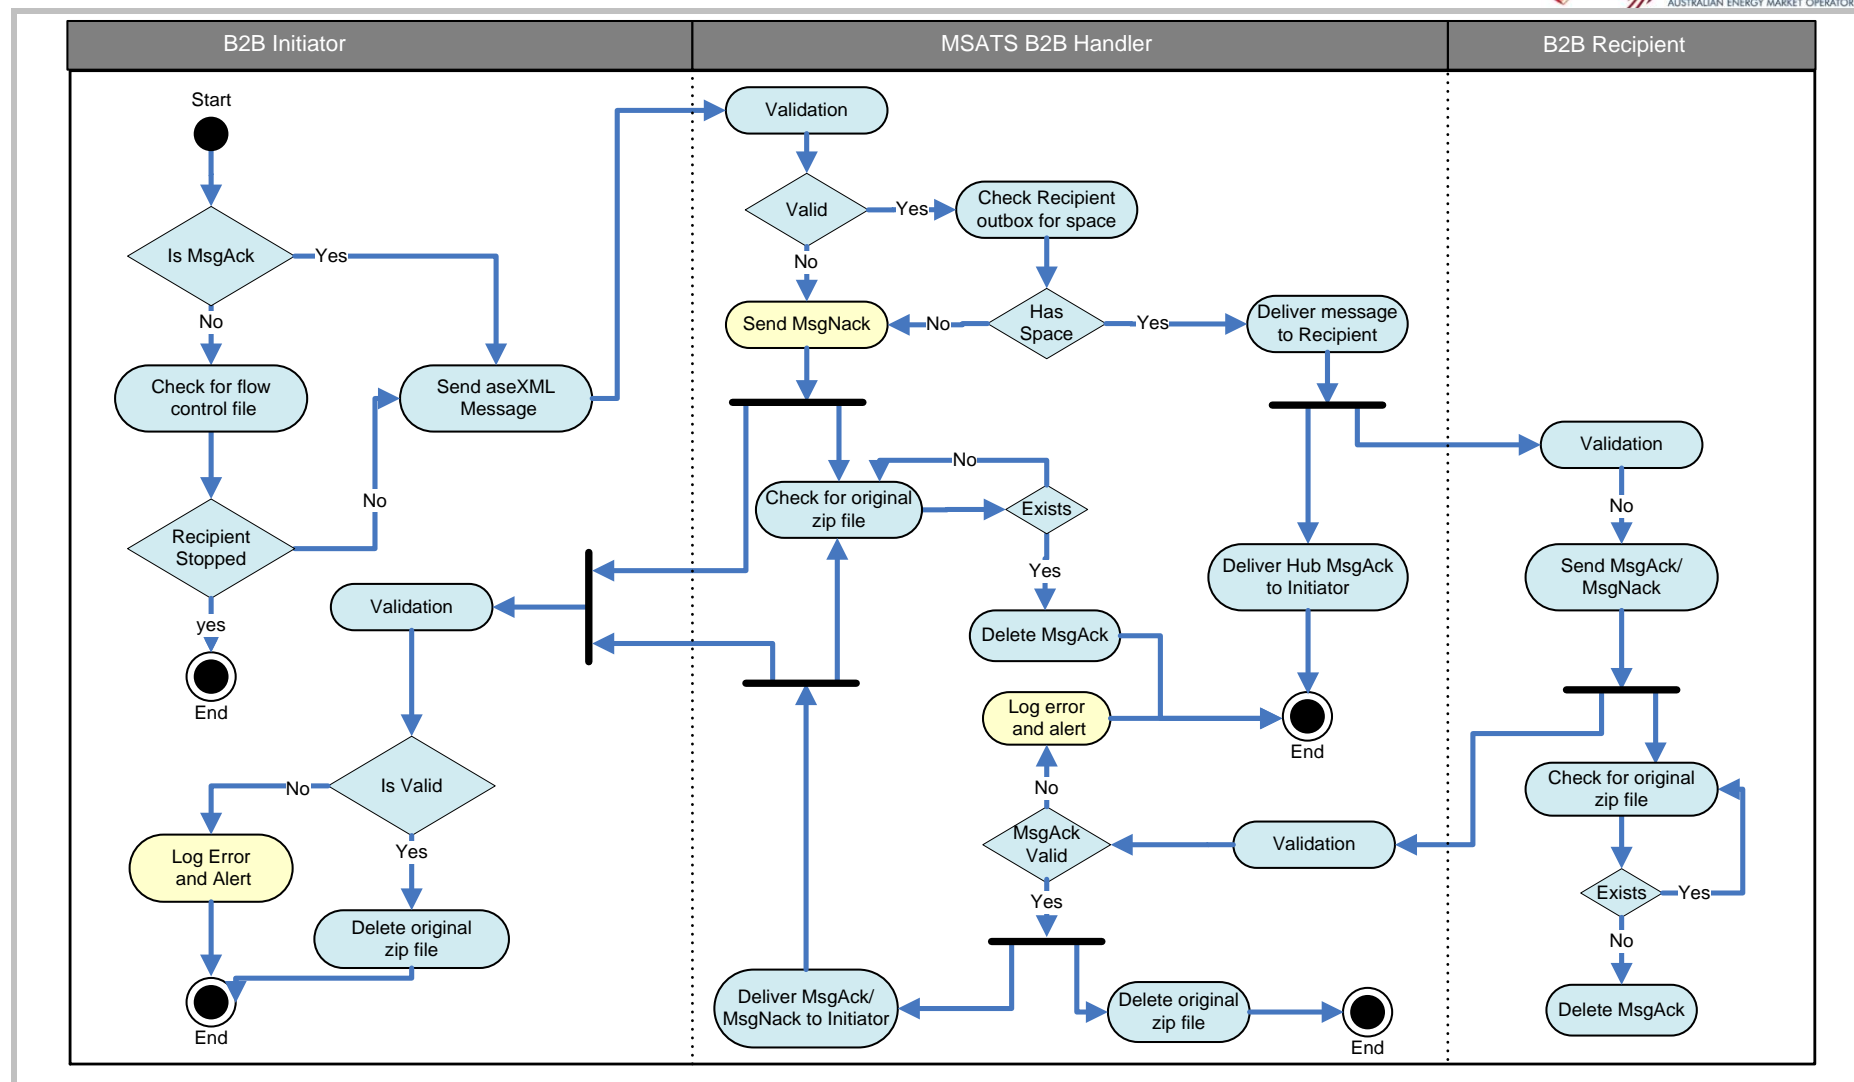 AUSTRALIAN ENERGY MARKET OPERATOR
B2B Initiator
MSATS B2B Handler
B2B Recipient
Start
Is MsgAck
Yes
No
Check for flow
control file
Send aseXML
Message
No
Recipient
Stopped
yes
End
Validation
Is Valid
No
Yes
Log Error
and Alert
Delete original
zip file
End
Validation
Valid
Yes
Check Recipient
outbox for space
No
Send MsgNack
No
Has
Space
Yes
Deliver message
to Recipient
No
Check for original
zip file
Exists
Yes
Deliver Hub MsgAck
to Initiator
Delete MsgAck
Log error
and alert
End
No
MsgAck
Valid
Validation
Yes
Deliver MsgAck/
MsgNack to Initiator
Delete original
zip file
End
Validation
No
Send MsgAck/
MsgNack
Check for original
zip file
Exists
Yes
No
Delete MsgAck